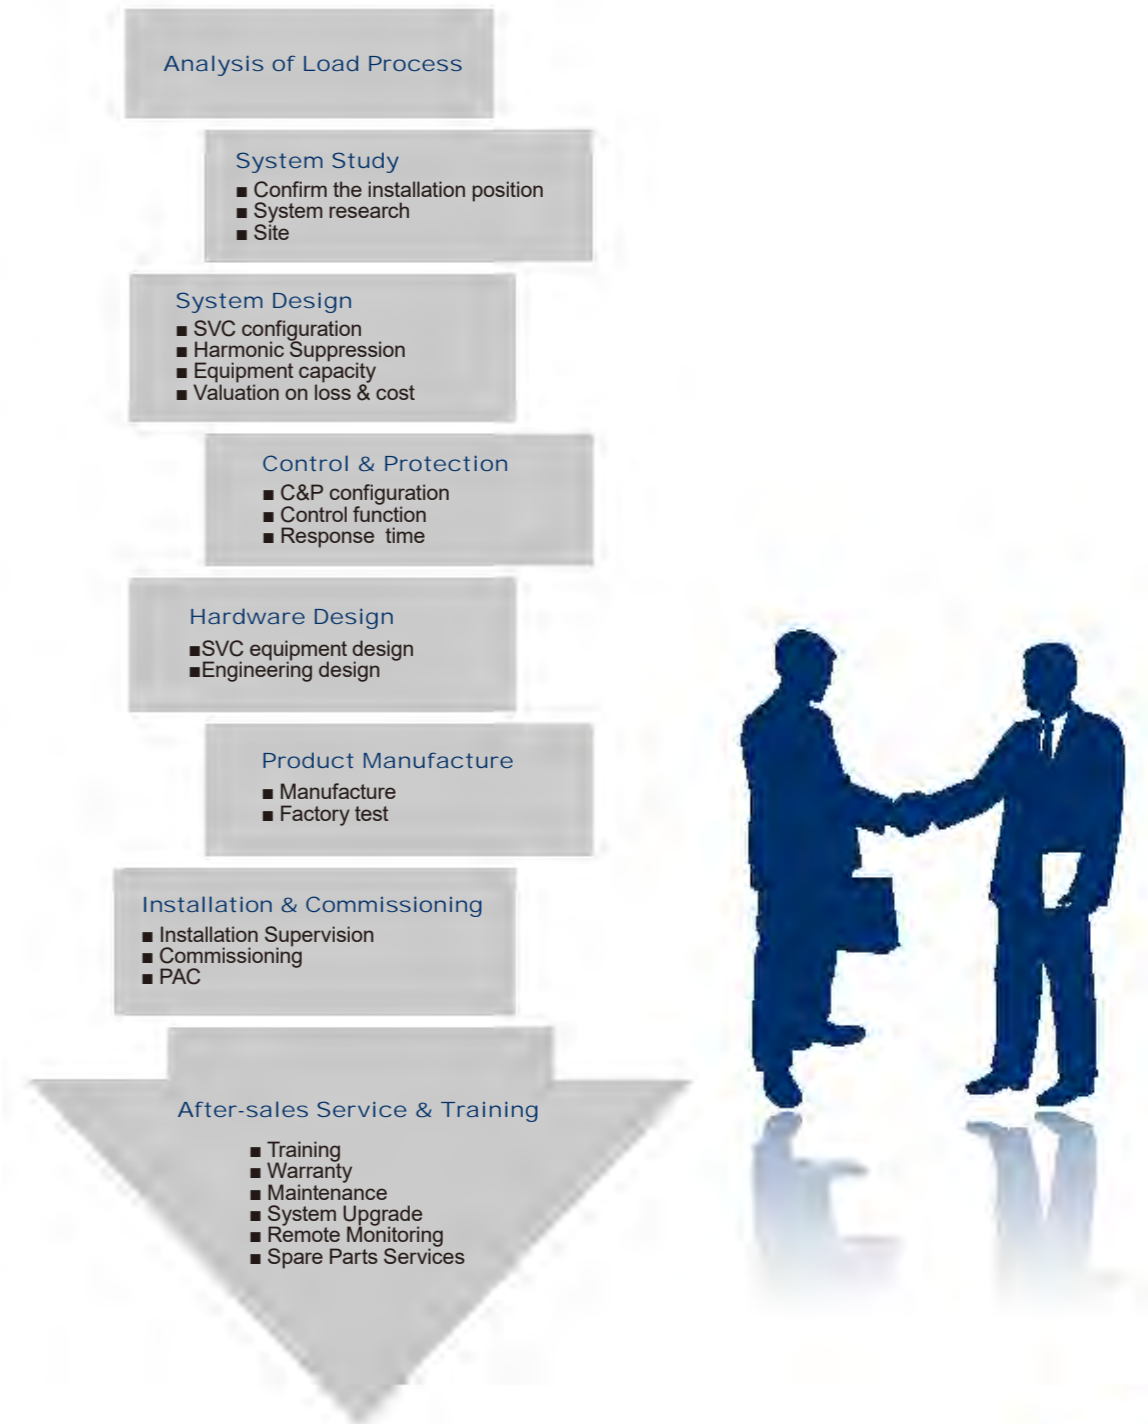 Analysis of Load Process
System Study
■ Confirm the installation position
■ System research
■ Site
System Design
■ SVC configuration
■ Harmonic Suppression
■ Equipment capacity
■ Valuation on loss & cost
Control & Protection
■ C&P configuration
■ Control function
■ Response time
Hardware Design
■SVC equipment design
■Engineering design
Product Manufacture
■ Manufacture
■ Factory test
Installation & Commissioning
■ Installation Supervision
■ Commissioning
■ PAC
After-sales Service & Training
■ Training
■ Warranty
■ Maintenance
■ System Upgrade
■ Remote Monitoring
■ Spare Parts Services